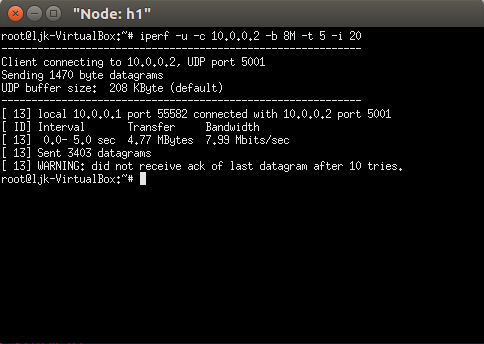 "Node: h1"
root@ljk-VirtualBox:~# iperf -u -c 10.0.0.2 -b 8M -t 5 -i 20
------------------------------------------------------------
Client connecting to 10.0.0.2, UDP port 5001
Sending 1470 byte datagrams
UDP buffer size:  208 KByte (default)
------------------------------------------------------------
[ 13] local 10.0.0.1 port 55582 connected with 10.0.0.2 port 5001
[ ID] Interval       Transfer     Bandwidth
[ 13]  0.0- 5.0 sec  4.77 MBytes  7.99 Mbits/sec
[ 13] Sent 3403 datagrams
[ 13] WARNING: did not receive ack of last datagram after 10 tries.
root@ljk-VirtualBox:~#